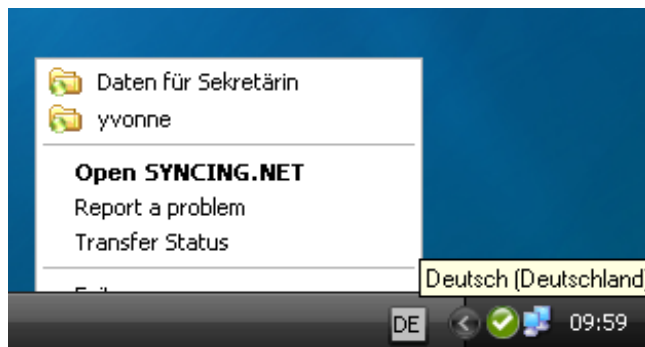 Daten für Sekretärin
yvonne
Open SYNCING.NET
Report a problem
Transfer Status
Deutsch (Deutschland)
DE
09:59